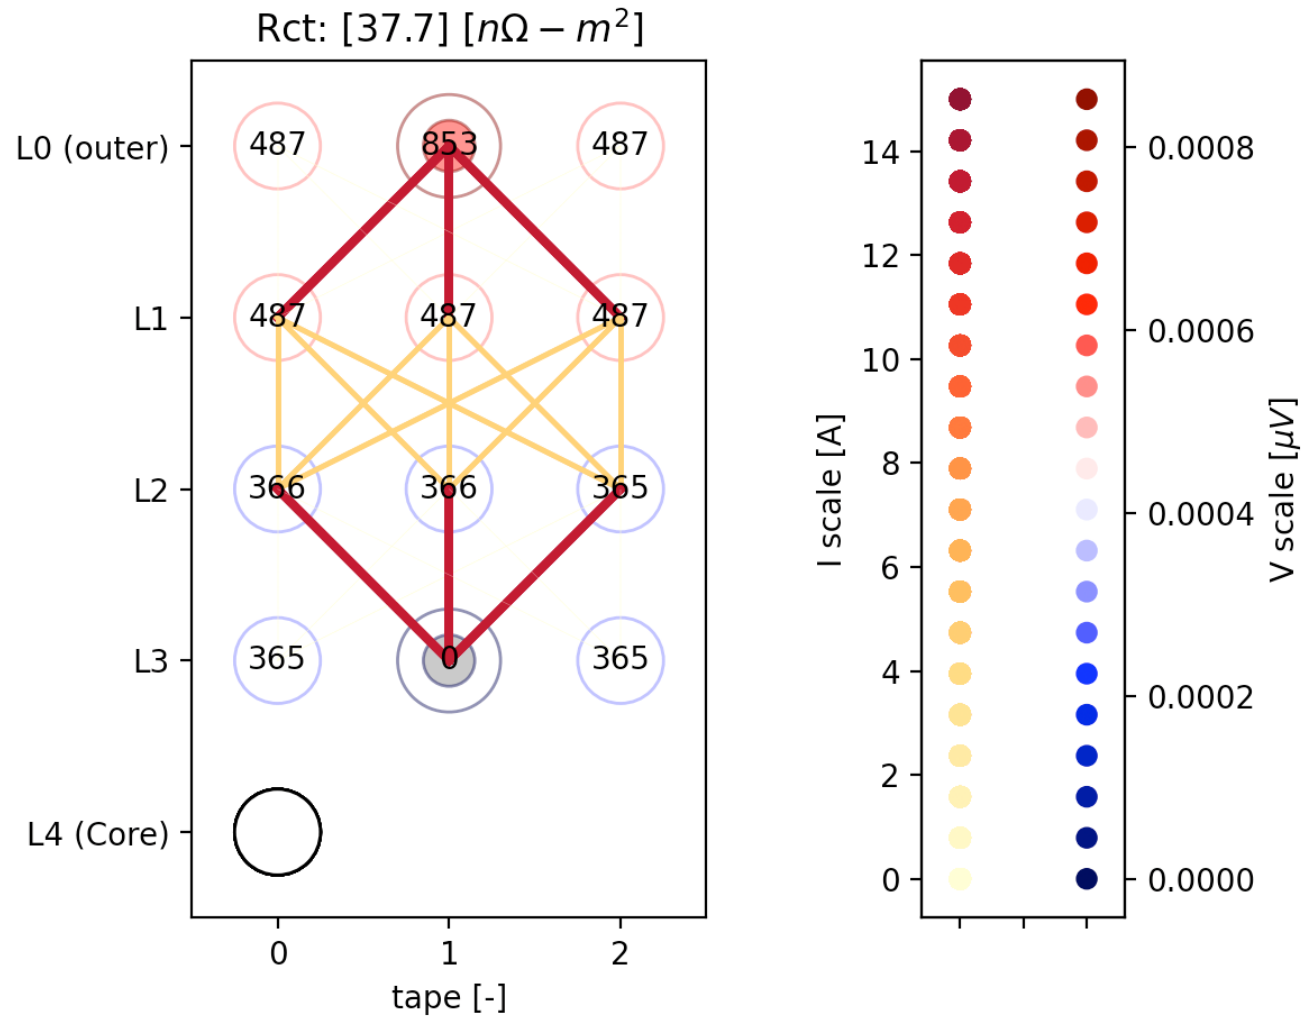 Rct: [37.7] [nΩ − m²]
L0 (outer)
L1
L2
L3
L4 (Core)
487 853 487
487 487 487
366 366 365
365 0 365
0 1 2
tape [-]
I scale [A]
14
12
10
8
6
4
2
0
0.0008
0.0006
0.0004
0.0002
0.0000
V scale [μV]